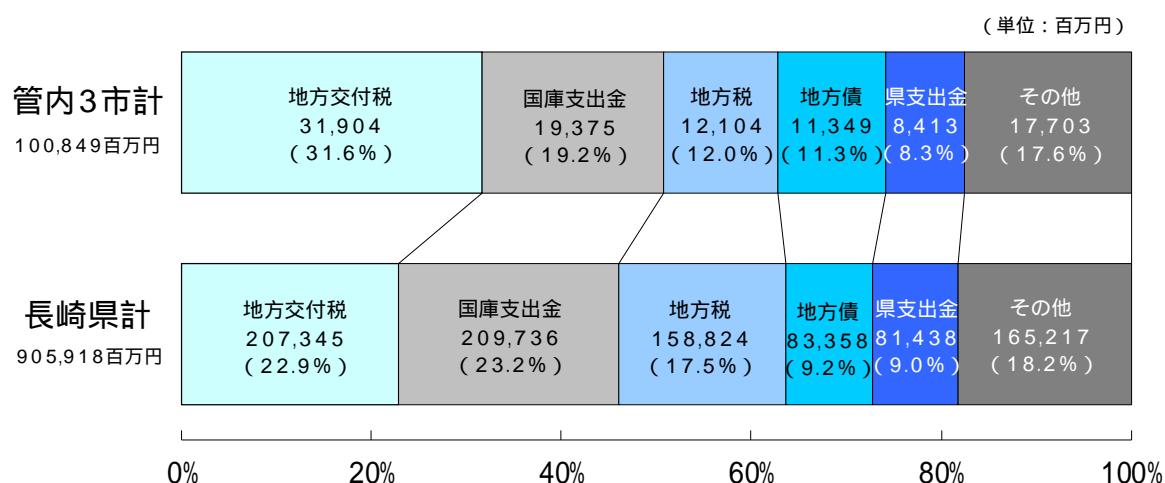 (単位:百万円)
管内3市計
100,849百万円
地方交付税
31,904
(31.6%)
国庫支出金
19,375
(19.2%)
地方税
12,104
(12.0%)
地方債
11,349
(11.3%)
県支出金
8,413
(8.3%)
その他
17,703
(17.6%)
長崎県計
905,918百万円
地方交付税
207,345
(22.9%)
国庫支出金
209,736
(23.2%)
地方税
158,824
(17.5%)
地方債
83,358
(9.2%)
県支出金
81,438
(9.0%)
その他
165,217
(18.2%)
0% 20% 40% 60% 80% 100%